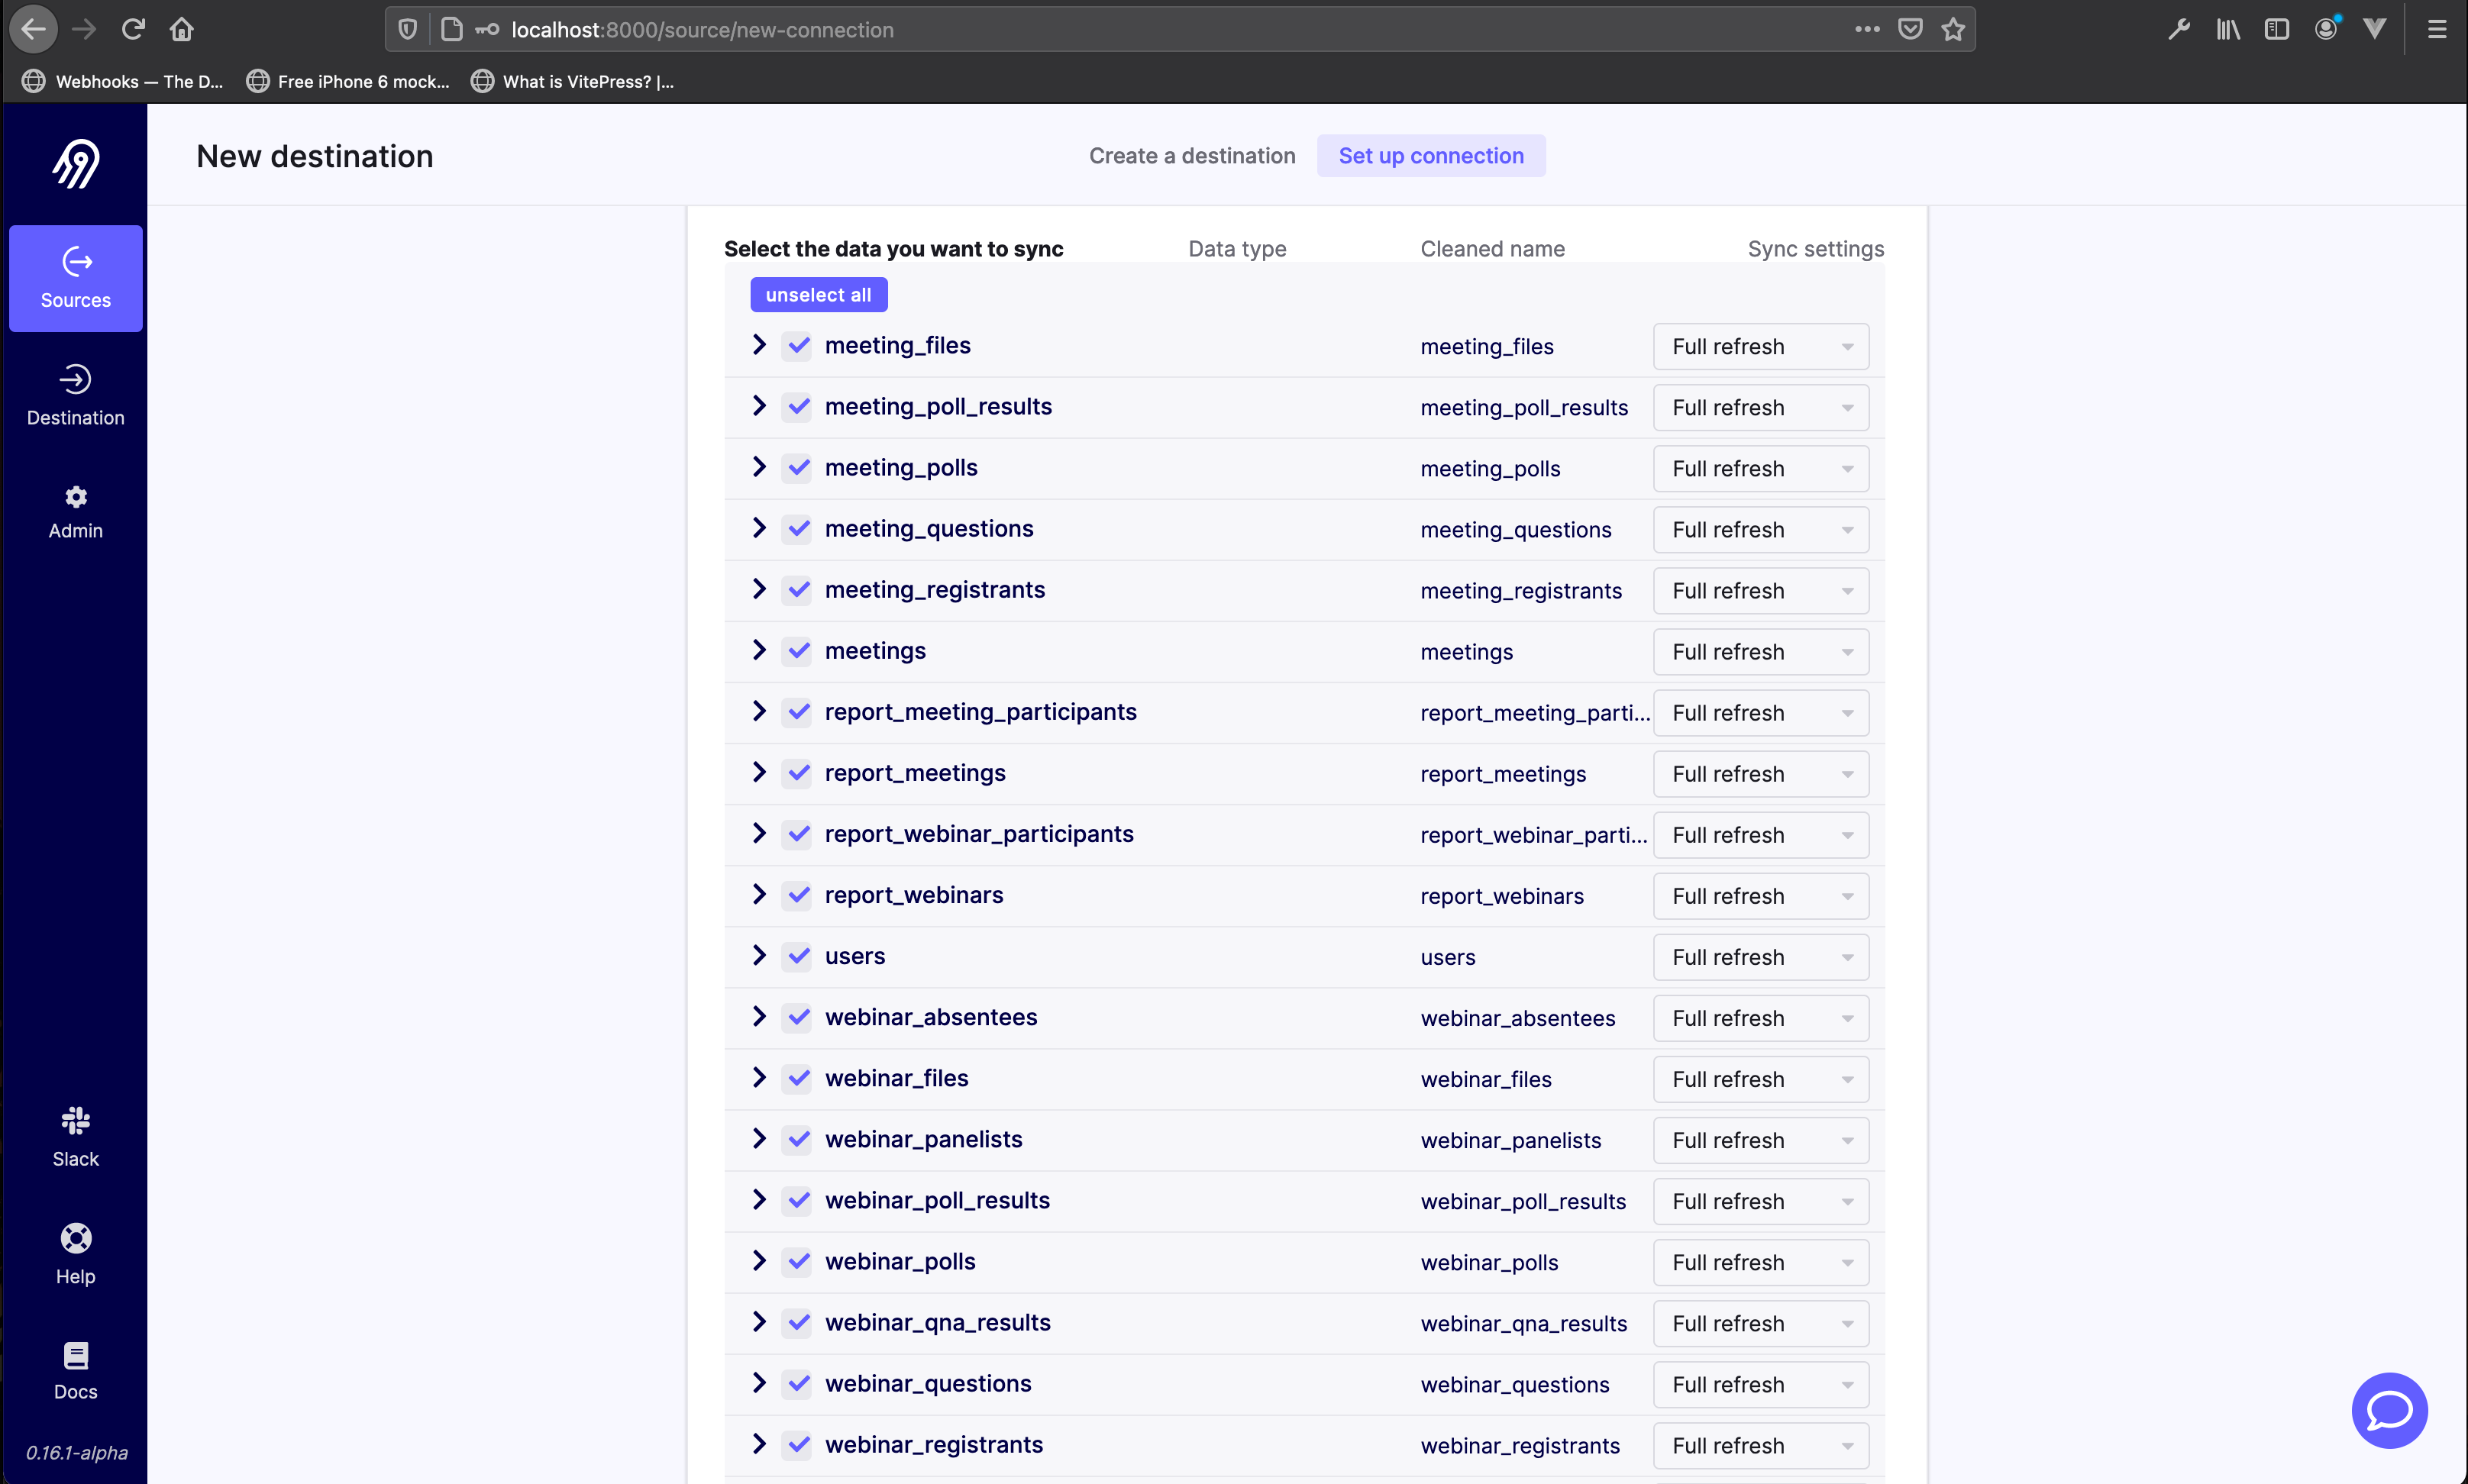 localhost:8000/source/new-connection
Webhooks — The D... Free iPhone 6 mock... What is VitePress? |...
New destination Create a destination Set up connection
Sources
Destination
Admin
Slack
Help
Docs
0.16.1-alpha
Select the data you want to sync Data type Cleaned name Sync settings
unselect all
meeting_files meeting_files Full refresh
meeting_poll_results meeting_poll_results Full refresh
meeting_polls meeting_polls Full refresh
meeting_questions meeting_questions Full refresh
meeting_registrants meeting_registrants Full refresh
meetings meetings Full refresh
report_meeting_participants report_meeting_parti... Full refresh
report_meetings report_meetings Full refresh
report_webinar_participants report_webinar_parti... Full refresh
report_webinars report_webinars Full refresh
users users Full refresh
webinar_absentees webinar_absentees Full refresh
webinar_files webinar_files Full refresh
webinar_panelists webinar_panelists Full refresh
webinar_poll_results webinar_poll_results Full refresh
webinar_polls webinar_polls Full refresh
webinar_qna_results webinar_qna_results Full refresh
webinar_questions webinar_questions Full refresh
webinar_registrants webinar_registrants Full refresh